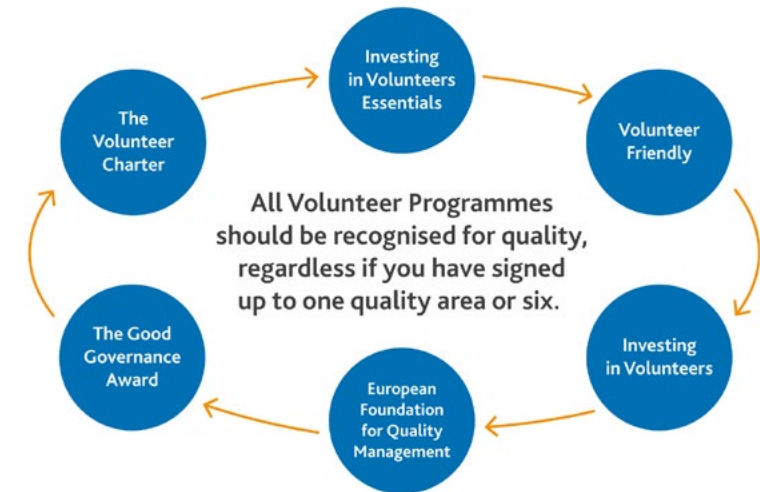 Investing
in Volunteers
Essentials
The
Volunteer
Charter
Volunteer
Friendly
All Volunteer Programmes
should be recognised for quality,
regardless if you have signed
up to one quality area or six.
The Good
Governance
Award
Investing
in Volunteers
European
Foundation
for Quality
Management